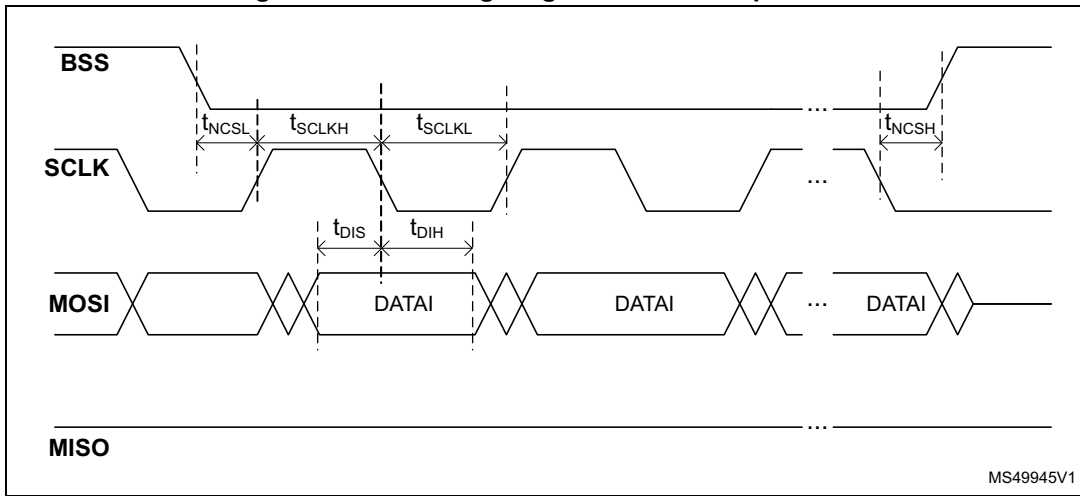 BSS
...
tNCSL tSCLKH tSCLKL tNCSH
SCLK
...
tDIS tDIH
MOSI DATAI DATAI ... DATAI
...
MISO
MS49945V1